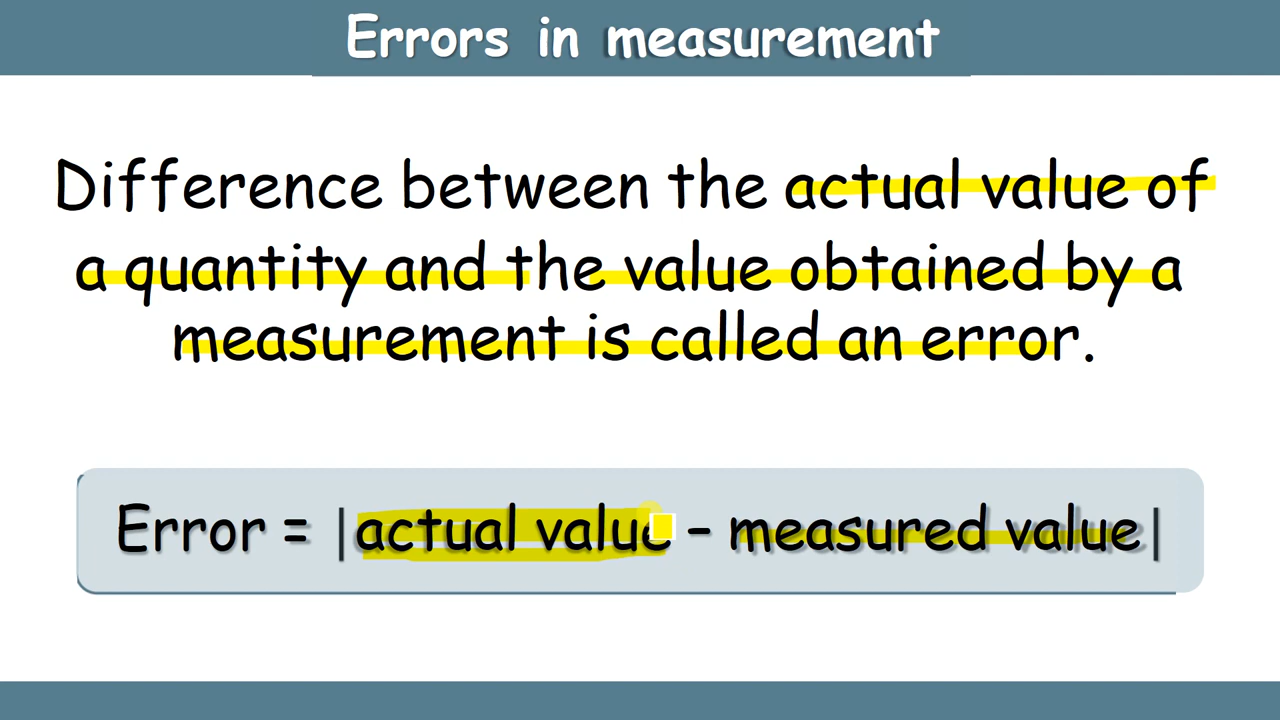 Errors in measurement
Difference between the actual value of
a quantity and the value obtained by a
measurement is called an error.
Error = |actual value – measured value|